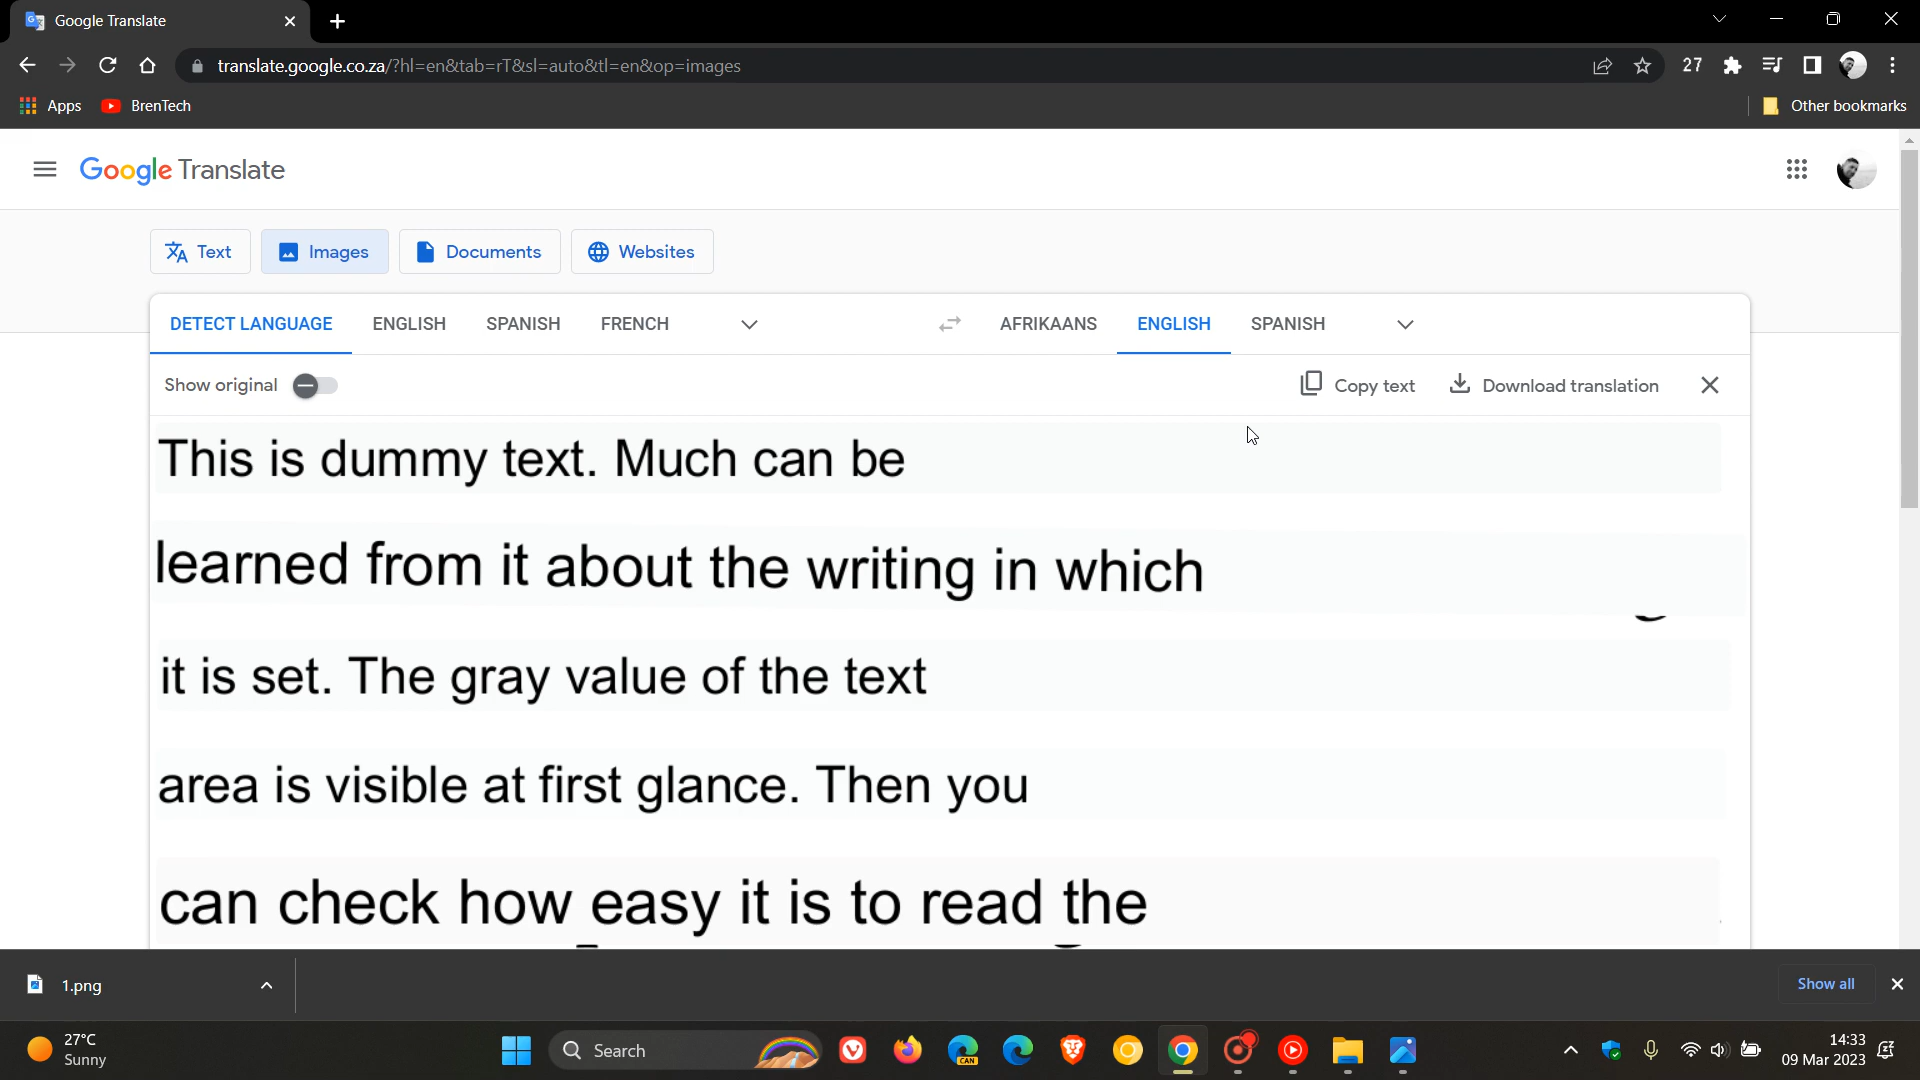 Google Translate
translate.google.co.za/?hl=en&tab=rT&sl=auto&tl=en&op=images
27
Apps BrenTech Other bookmarks
Google Translate
Text Images Documents Websites
DETECT LANGUAGE ENGLISH SPANISH FRENCH AFRIKAANS ENGLISH SPANISH
Show original Copy text Download translation
This is dummy text. Much can be
learned from it about the writing in which
it is set. The gray value of the text
area is visible at first glance. Then you
can check how easy it is to read the
1.png Show all
27°C
Sunny
Search
CAN
14:33
09 Mar 2023